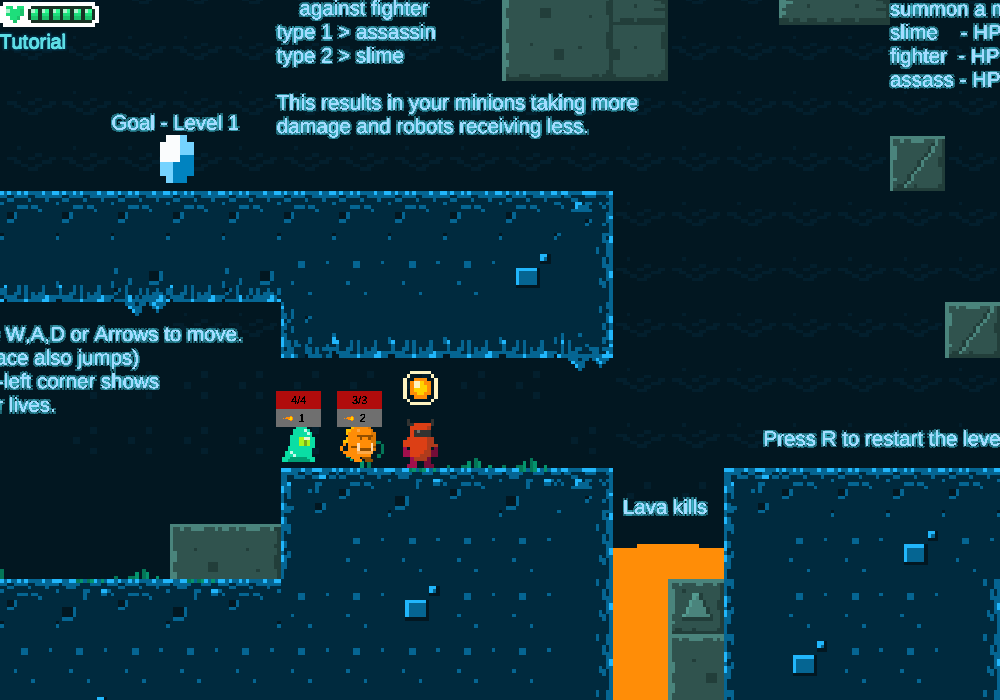 Tutorial
against fighter
type 1 > assassin
type 2 > slime
This results in your minions taking more
damage and robots receiving less.
summon a
slime - HP
fighter - HP
assass - HP
Goal - Level 1
W,A,D or Arrows to move.
also jumps)
-left corner shows
lives.
4/4
1
3/3
2
Press R to restart the
Lava kills